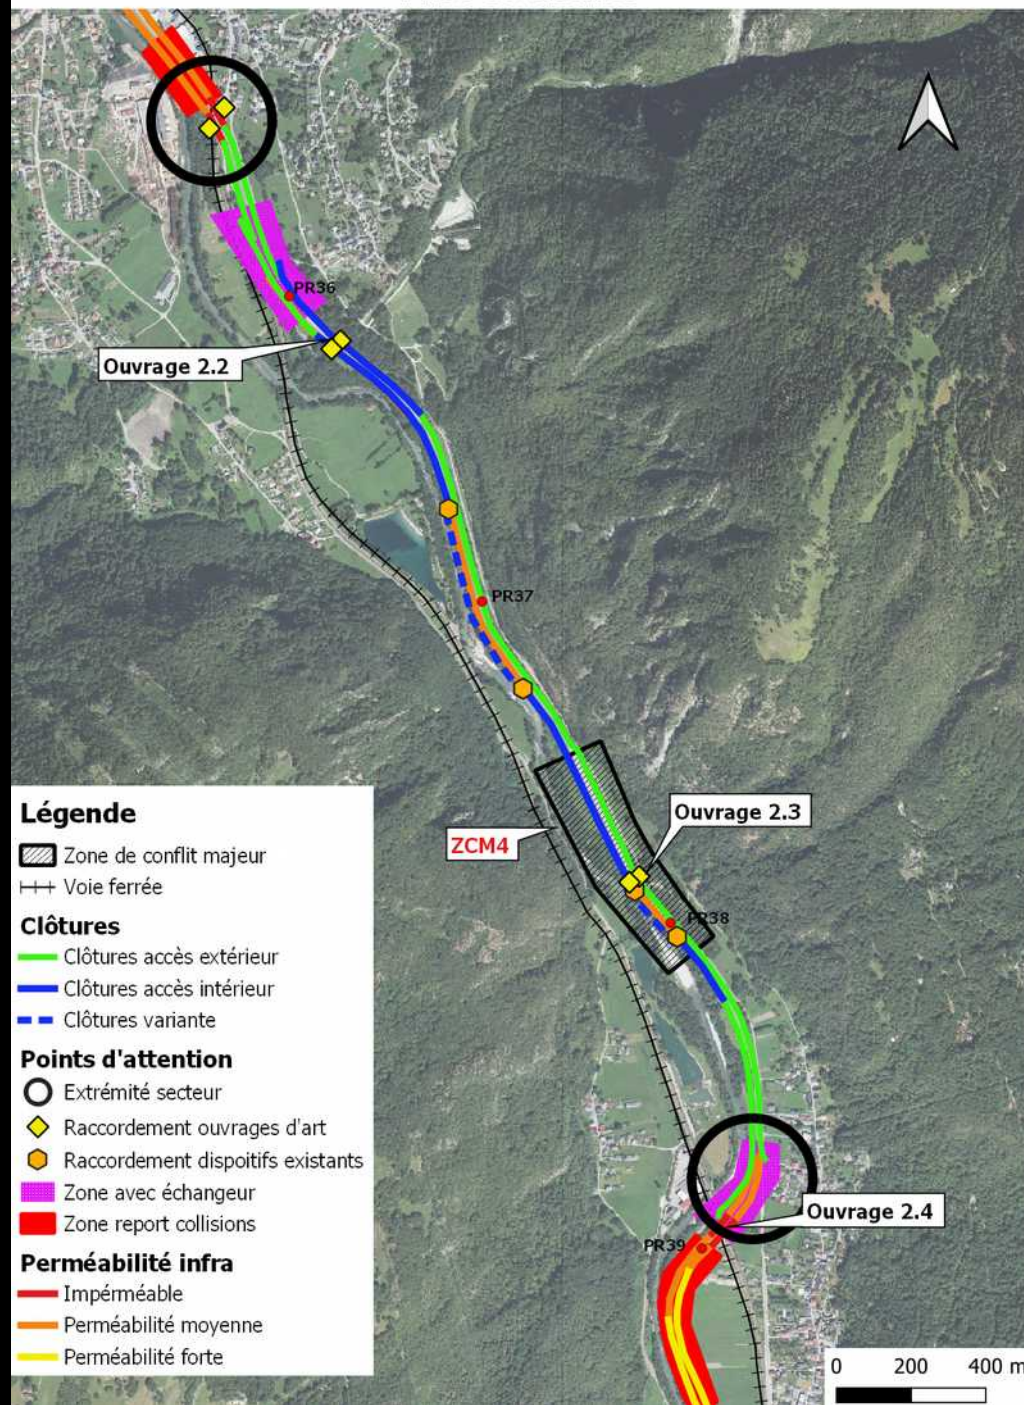 PR36
Ouvrage 2.2
PR37
Ouvrage 2.3
ZCM4
PR38
Légende
Zone de conflit majeur
Voie ferrée
Clôtures
Clôtures accès extérieur
Clôtures accès intérieur
Clôtures variante
Points d'attention
Extrémité secteur
Raccordement ouvrages d'art
Raccordement dispoitifs existants
Zone avec échangeur
Zone report collisions
Perméabilité infra
Impérméable
Perméabilité moyenne
Perméabilité forte
Ouvrage 2.4
PR39
0 200 400 m